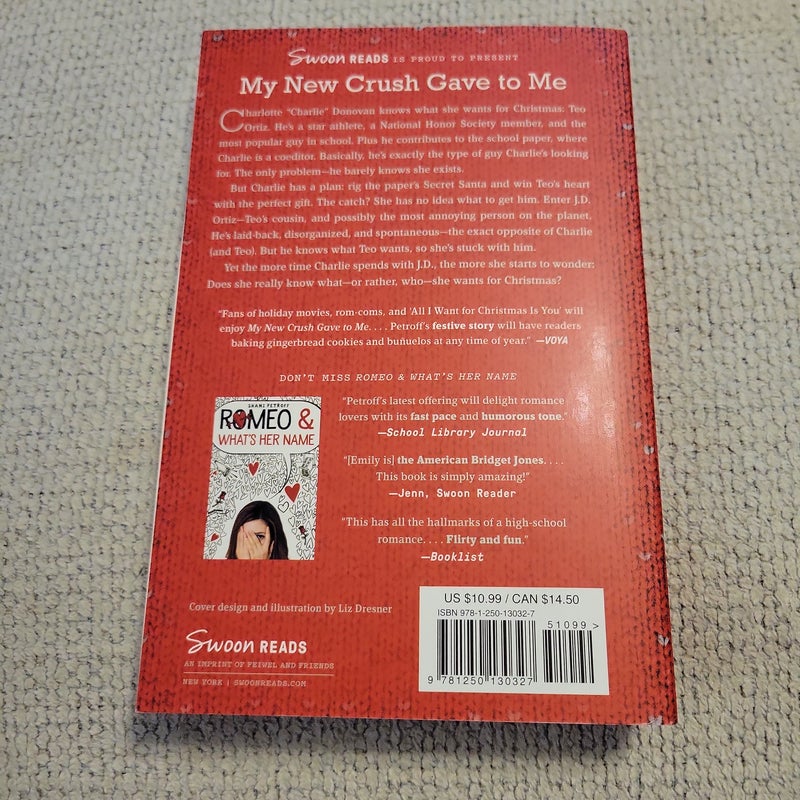 Swoon READS IS PROUD TO PRESENT
My New Crush Gave to Me
Charlotte "Charlie" Donovan knows what she wants for Christmas: Teo
Ortiz. He's a star athlete, a National Honor Society member, and the
most popular guy in school. Plus he contributes to the school paper, where
Charlie is a coeditor. Basically, he's exactly the type of guy Charlie's looking
for. The only problem—he barely knows she exists.
But Charlie has a plan: rig the paper's Secret Santa and win Teo's heart
with the perfect gift. The catch? She has no idea what to get him. Enter J.D.
Ortiz—Teo's cousin, and possibly the most annoying person on the planet.
He's laid-back, disorganized, and spontaneous—the exact opposite of Charlie
(and Teo). But he knows what Teo wants, so she's stuck with him.
Yet the more time Charlie spends with J.D., the more she starts to wonder:
Does she really know what—or rather, who—she wants for Christmas?
"Fans of holiday movies, rom-coms, and 'All I Want for Christmas Is You' will
enjoy My New Crush Gave to Me. . . . Petroff's festive story will have readers
baking gingerbread cookies and buñuelos at any time of year." —VOYA
DON'T MISS ROMEO & WHAT'S HER NAME
SHANI PETROFF
ROMEO &
WHAT'S HER NAME
"Petroff's latest offering will delight romance
lovers with its fast pace and humorous tone."
—School Library Journal
"[Emily is] the American Bridget Jones. . . .
This book is simply amazing!"
—Jenn, Swoon Reader
"This has all the hallmarks of a high-school
romance. . . . Flirty and fun."
—Booklist
Cover design and illustration by Liz Dresner
Swoon READS
AN IMPRINT OF FEIWEL AND FRIENDS
NEW YORK | SWOONREADS.COM
US $10.99 / CAN $14.50
ISBN 978-1-250-13032-7
51099>
9 781250 130327